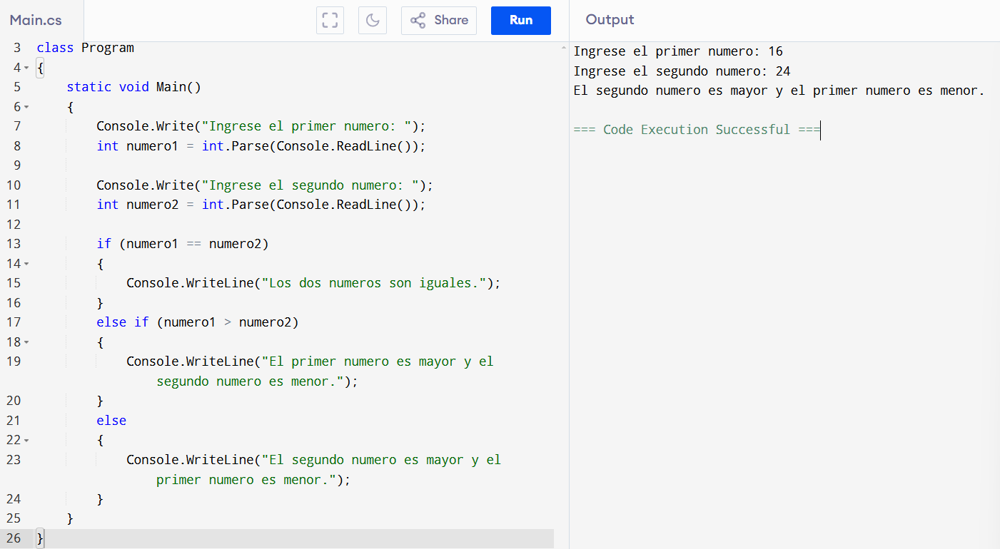 Main.cs
Share
Run
Output
3 class Program
4 {
5     static void Main()
6     {
7         Console.Write("Ingrese el primer numero: ");
8         int numero1 = int.Parse(Console.ReadLine());
9
10         Console.Write("Ingrese el segundo numero: ");
11         int numero2 = int.Parse(Console.ReadLine());
12
13         if (numero1 == numero2)
14         {
15             Console.WriteLine("Los dos numeros son iguales.");
16         }
17         else if (numero1 > numero2)
18         {
19             Console.WriteLine("El primer numero es mayor y el
                segundo numero es menor.");
20         }
21         else
22         {
23             Console.WriteLine("El segundo numero es mayor y el
                primer numero es menor.");
24         }
25     }
26 }
Ingrese el primer numero: 16
Ingrese el segundo numero: 24
El segundo numero es mayor y el primer numero es menor.
=== Code Execution Successful ===